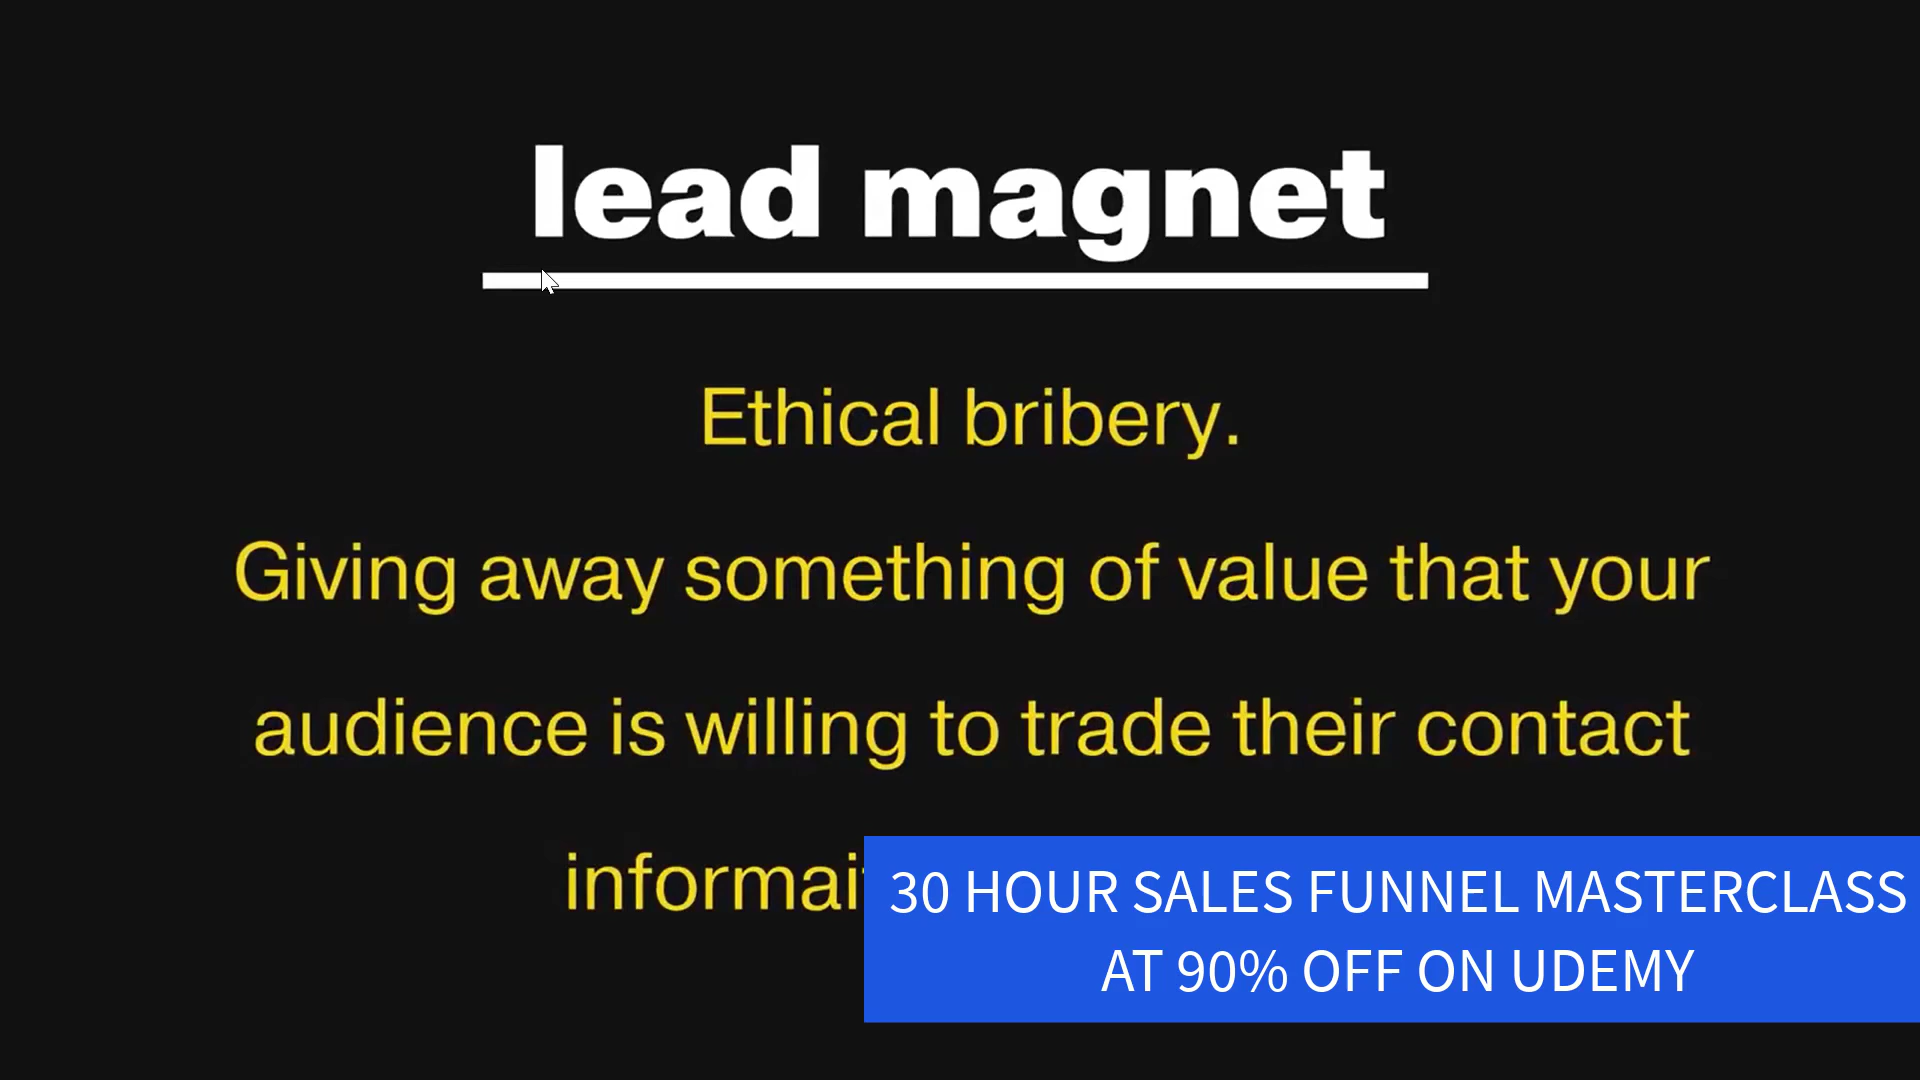 lead magnet
Ethical bribery.
Giving away something of value that your
audience is willing to trade their contact
30 HOUR SALES FUNNEL MASTERCLASS
AT 90% OFF ON UDEMY